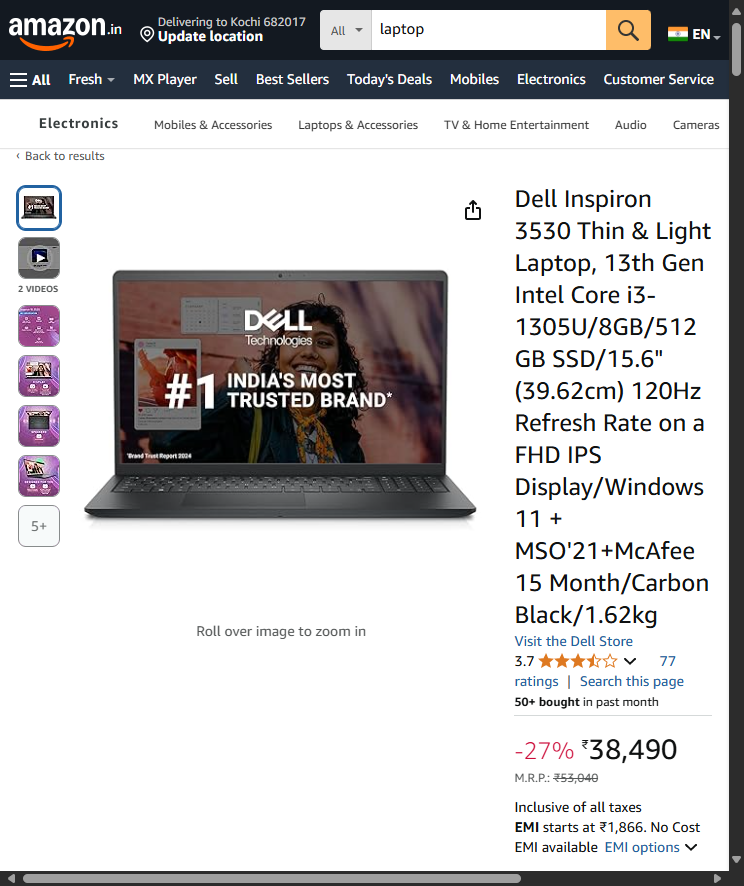 amazon.in
Delivering to Kochi 682017
Update location
All
laptop
EN
All
Fresh
MX Player
Sell
Best Sellers
Today's Deals
Mobiles
Electronics
Customer Service
Electronics
Mobiles & Accessories
Laptops & Accessories
TV & Home Entertainment
Audio
Cameras
‹ Back to results
2 VIDEOS
5+
DELL
Technologies
#1 INDIA'S MOST
TRUSTED BRAND*
*Brand Trust Report 2024
Roll over image to zoom in
Dell Inspiron
3530 Thin & Light
Laptop, 13th Gen
Intel Core i3-
1305U/8GB/512
GB SSD/15.6"
(39.62cm) 120Hz
Refresh Rate on a
FHD IPS
Display/Windows
11 +
MSO'21+McAfee
15 Month/Carbon
Black/1.62kg
Visit the Dell Store
3.7 77
ratings | Search this page
50+ bought in past month
-27% ₹38,490
M.R.P.: ₹53,040
Inclusive of all taxes
EMI starts at ₹1,866. No Cost
EMI available EMI options